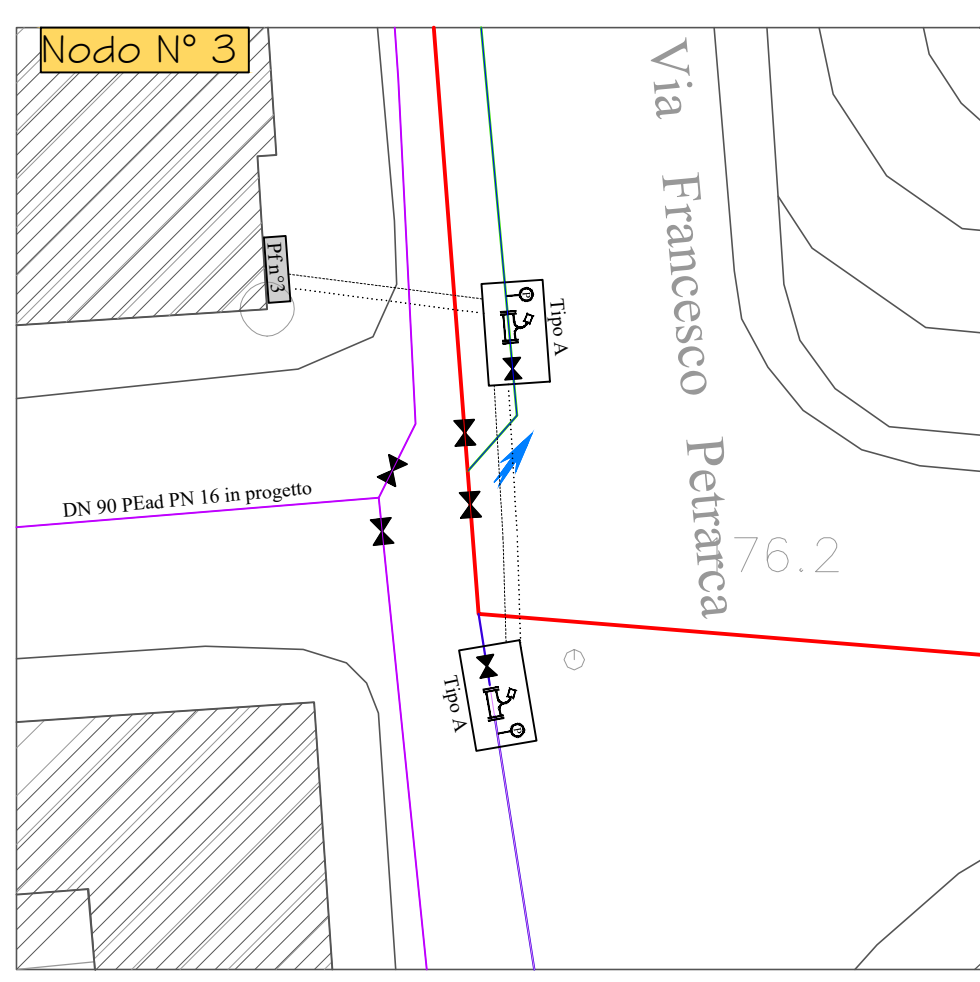 Nodo N° 3
Via Francesco Petrarca
Pf n°3
Tipo A
P
DN 90 PEad PN 16 in progetto
76.2
Tipo A
P